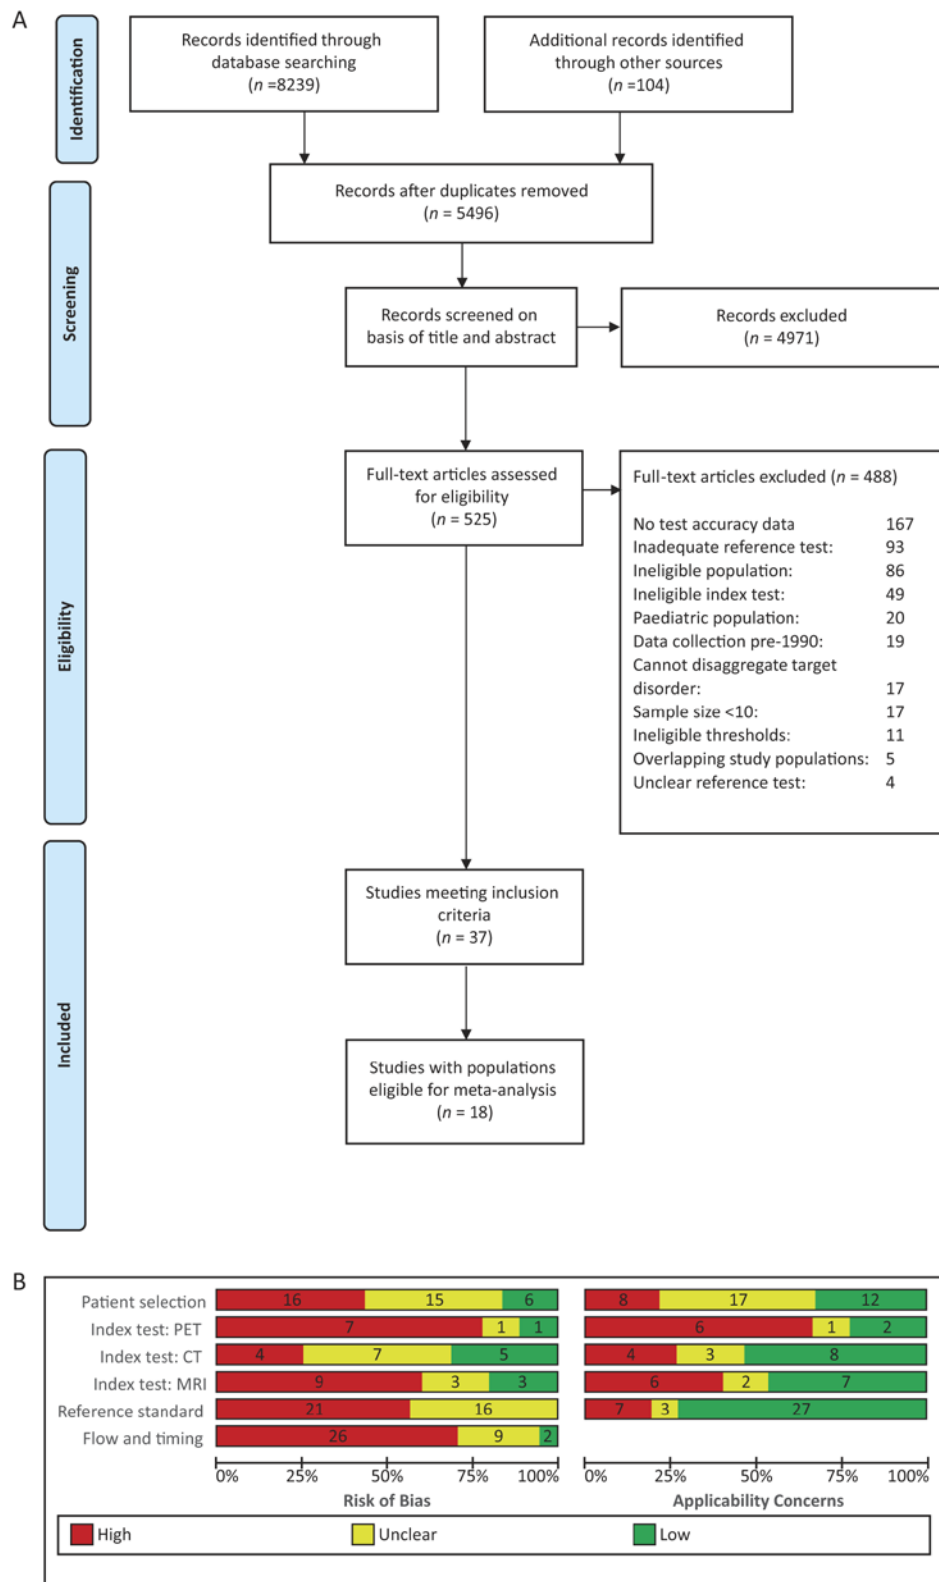 A
Identification
Records identified through
database searching
(n =8239)
Additional records identified
through other sources
(n =104)
Screening
Records after duplicates removed
(n = 5496)
Records screened on
basis of title and abstract
Records excluded
(n = 4971)
Eligibility
Full-text articles assessed
for eligibility
(n = 525)
Full-text articles excluded (n = 488)
No test accuracy data 167
Inadequate reference test: 93
Ineligible population: 86
Ineligible index test: 49
Paediatric population: 20
Data collection pre-1990: 19
Cannot disaggregate target
disorder: 17
Sample size <10: 17
Ineligible thresholds: 11
Overlapping study populations: 5
Unclear reference test: 4
Included
Studies meeting inclusion
criteria
(n = 37)
Studies with populations
eligible for meta-analysis
(n = 18)
B
Patient selection 16 15 6 8 17 12
Index test: PET 7 1 1 6 1 2
Index test: CT 4 7 5 4 3 8
Index test: MRI 9 3 3 6 2 7
Reference standard 21 16 7 3 27
Flow and timing 26 9 2
0% 25% 50% 75% 100% 0% 25% 50% 75% 100%
Risk of Bias Applicability Concerns
High Unclear Low